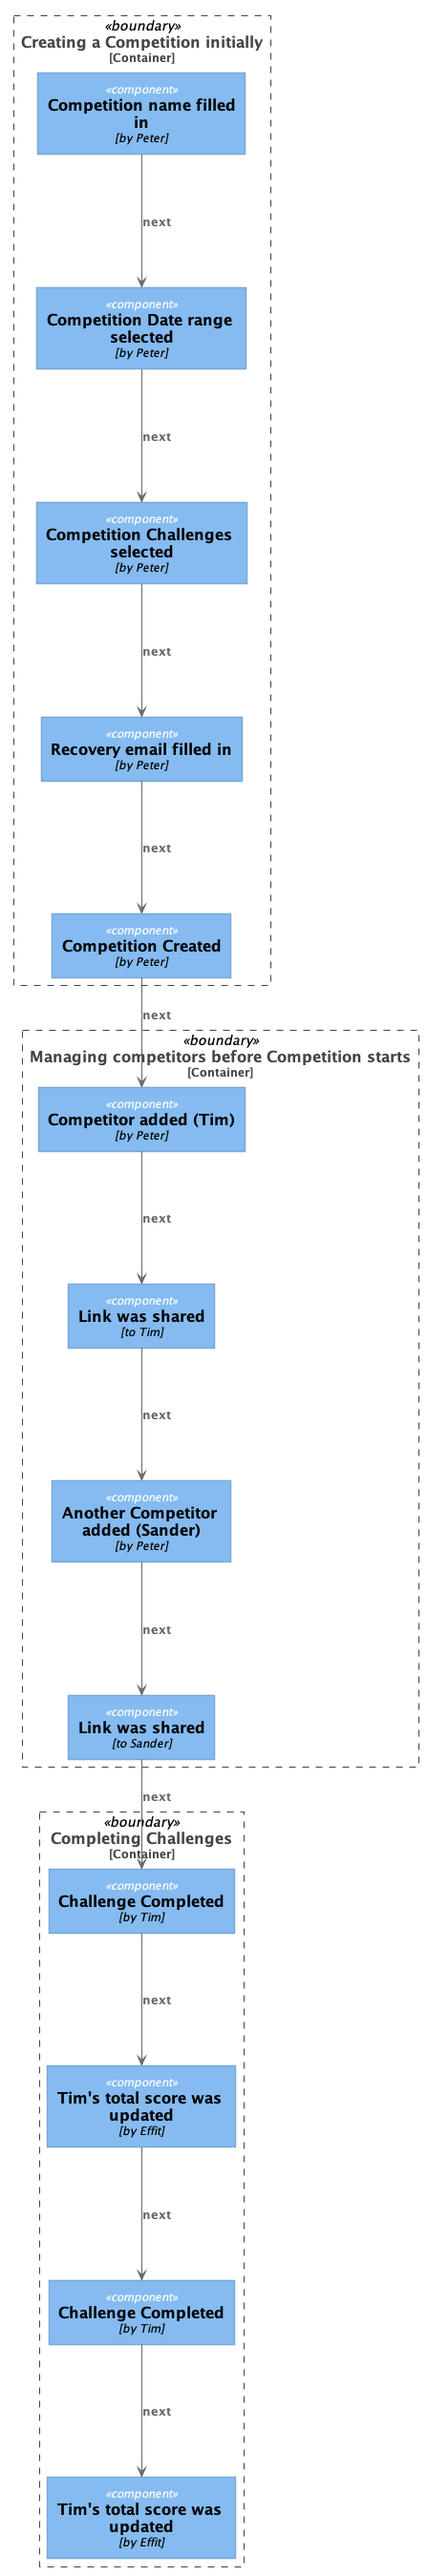 «boundary»
Creating a Competition initially
[Container]
«component»
Competition name filled
in
[by Peter]
next
«component»
Competition Date range
selected
[by Peter]
next
«component»
Competition Challenges
selected
[by Peter]
next
«component»
Recovery email filled in
[by Peter]
next
«component»
Competition Created
[by Peter]
next
«boundary»
Managing competitors before Competition starts
[Container]
«component»
Competitor added (Tim)
[by Peter]
next
«component»
Link was shared
[to Tim]
next
«component»
Another Competitor
added (Sander)
[by Peter]
next
«component»
Link was shared
[to Sander]
next
«boundary»
Completing Challenges
[Container]
«component»
Challenge Completed
[by Tim]
next
«component»
Tim's total score was
updated
[by Effit]
next
«component»
Challenge Completed
[by Tim]
next
«component»
Tim's total score was
updated
[by Effit]